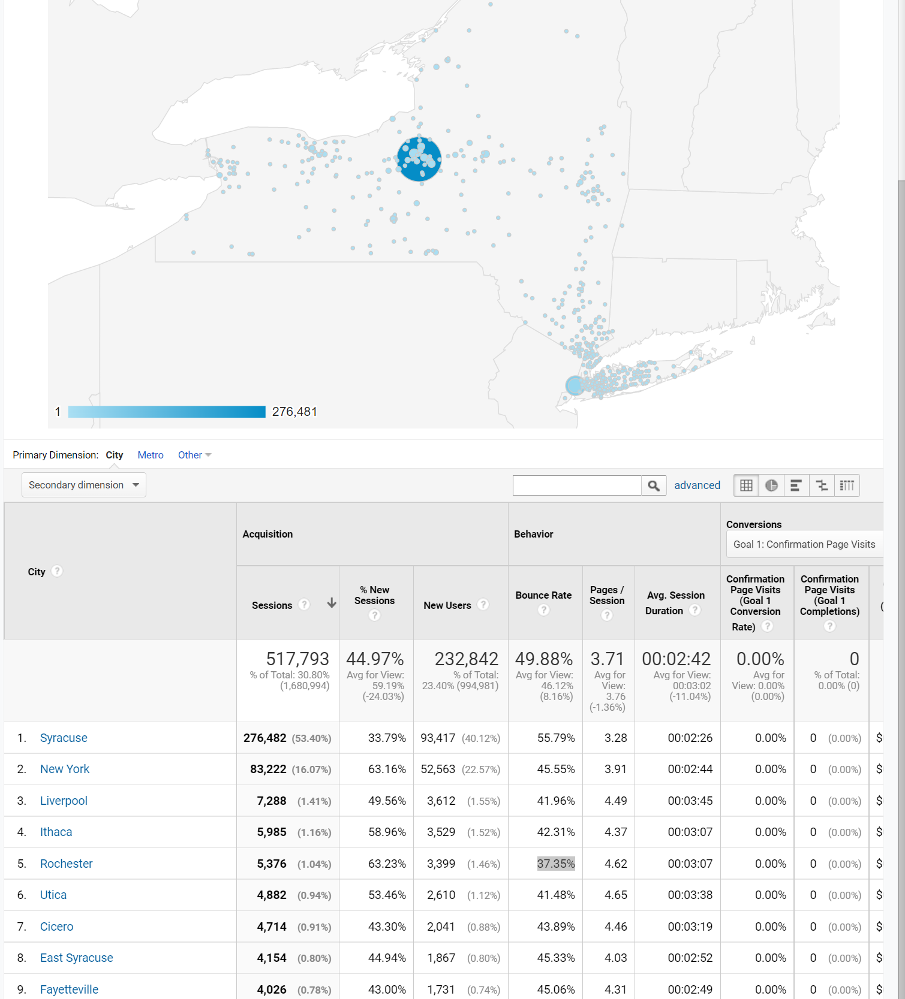 1 276,481
Primary Dimension: City Metro Other
Secondary dimension advanced
City ?
Acquisition
Behavior
Conversions
Goal 1: Confirmation Page Visits
Sessions ?
% New
Sessions
?
New Users ?
Bounce Rate
?
Pages /
Session
?
Avg. Session
Duration ?
Confirmation
Page Visits
(Goal 1
Conversion
Rate) ?
Confirmation
Page Visits
(Goal 1
Completions)
?
517,793
% of Total: 30.80%
(1,680,994)
44.97%
Avg for View:
59.19%
(-24.03%)
232,842
% of Total:
23.40% (994,981)
49.88%
Avg for View:
46.12%
(8.16%)
3.71
Avg for
View:
3.76
(-1.36%)
00:02:42
Avg for View:
00:03:02
(-11.04%)
0.00%
Avg for
View: 0.00%
(0.00%)
0
% of Total:
0.00% (0)
1. Syracuse 276,482 (53.40%) 33.79% 93,417 (40.12%) 55.79% 3.28 00:02:26 0.00% 0 (0.00%) $
2. New York 83,222 (16.07%) 63.16% 52,563 (22.57%) 45.55% 3.91 00:02:44 0.00% 0 (0.00%) $
3. Liverpool 7,288 (1.41%) 49.56% 3,612 (1.55%) 41.96% 4.49 00:03:45 0.00% 0 (0.00%) $
4. Ithaca 5,985 (1.16%) 58.96% 3,529 (1.52%) 42.31% 4.37 00:03:07 0.00% 0 (0.00%) $
5. Rochester 5,376 (1.04%) 63.23% 3,399 (1.46%) 37.35% 4.62 00:03:07 0.00% 0 (0.00%) $
6. Utica 4,882 (0.94%) 53.46% 2,610 (1.12%) 41.48% 4.65 00:03:38 0.00% 0 (0.00%) $
7. Cicero 4,714 (0.91%) 43.30% 2,041 (0.88%) 43.89% 4.46 00:03:19 0.00% 0 (0.00%) $
8. East Syracuse 4,154 (0.80%) 44.94% 1,867 (0.80%) 45.33% 4.03 00:02:52 0.00% 0 (0.00%) $
9. Fayetteville 4,026 (0.78%) 43.00% 1,731 (0.74%) 45.06% 4.31 00:02:49 0.00% 0 (0.00%) $